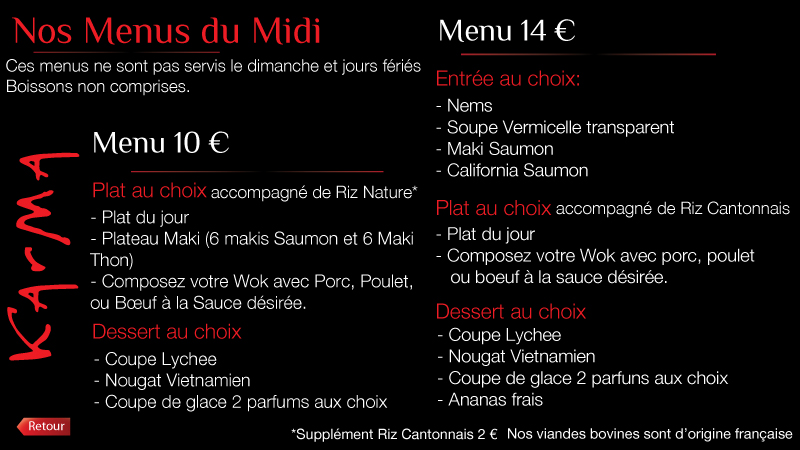 Nos Menus du Midi
Ces menus ne sont pas servis le dimanche et jours fériés
Boissons non comprises.
KARMA
Menu 10 €
Plat au choix accompagné de Riz Nature*
- Plat du jour
- Plateau Maki (6 makis Saumon et 6 Maki
Thon)
- Composez votre Wok avec Porc, Poulet,
ou Bœuf à la Sauce désirée.
Dessert au choix
- Coupe Lychee
- Nougat Vietnamien
- Coupe de glace 2 parfums aux choix
Menu 14 €
Entrée au choix:
- Nems
- Soupe Vermicelle transparent
- Maki Saumon
- California Saumon
Plat au choix accompagné de Riz Cantonnais
- Plat du jour
- Composez votre Wok avec porc, poulet
ou boeuf à la sauce désirée.
Dessert au choix
- Coupe Lychee
- Nougat Vietnamien
- Coupe de glace 2 parfuns aux choix
- Ananas frais
Retour
*Supplément Riz Cantonnais 2 € Nos viandes bovines sont d'origine française